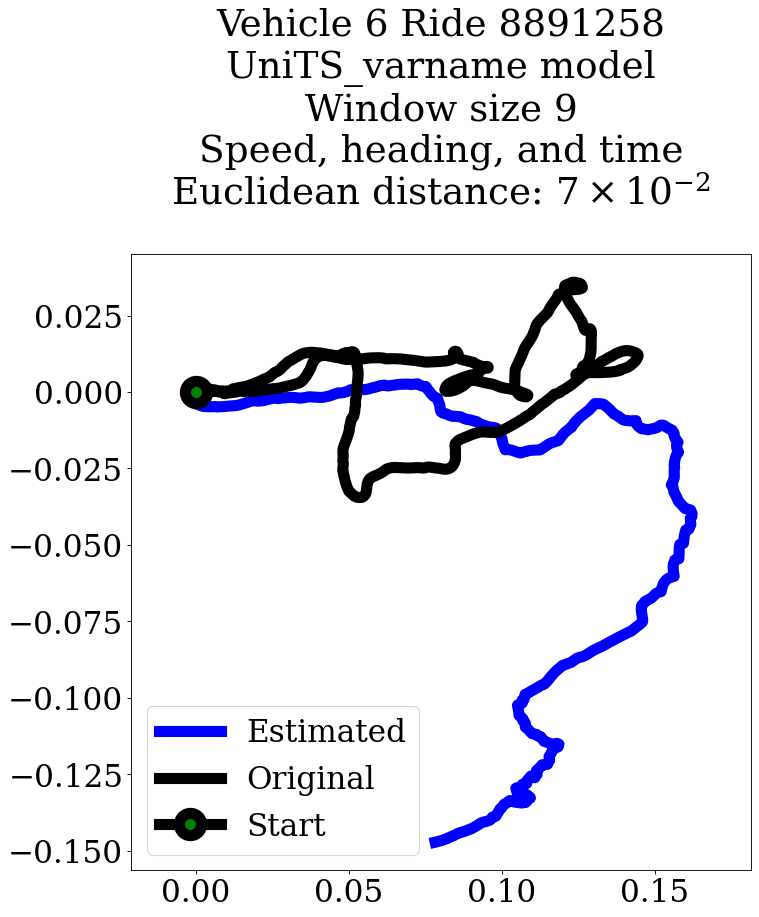 Vehicle 6 Ride 8891258
UniTS_varname model
Window size 9
Speed, heading, and time
Euclidean distance: 7 × 10⁻²
0.025
0.000
−0.025
−0.050
−0.075
−0.100
−0.125
−0.150
Estimated
Original
Start
0.00 0.05 0.10 0.15